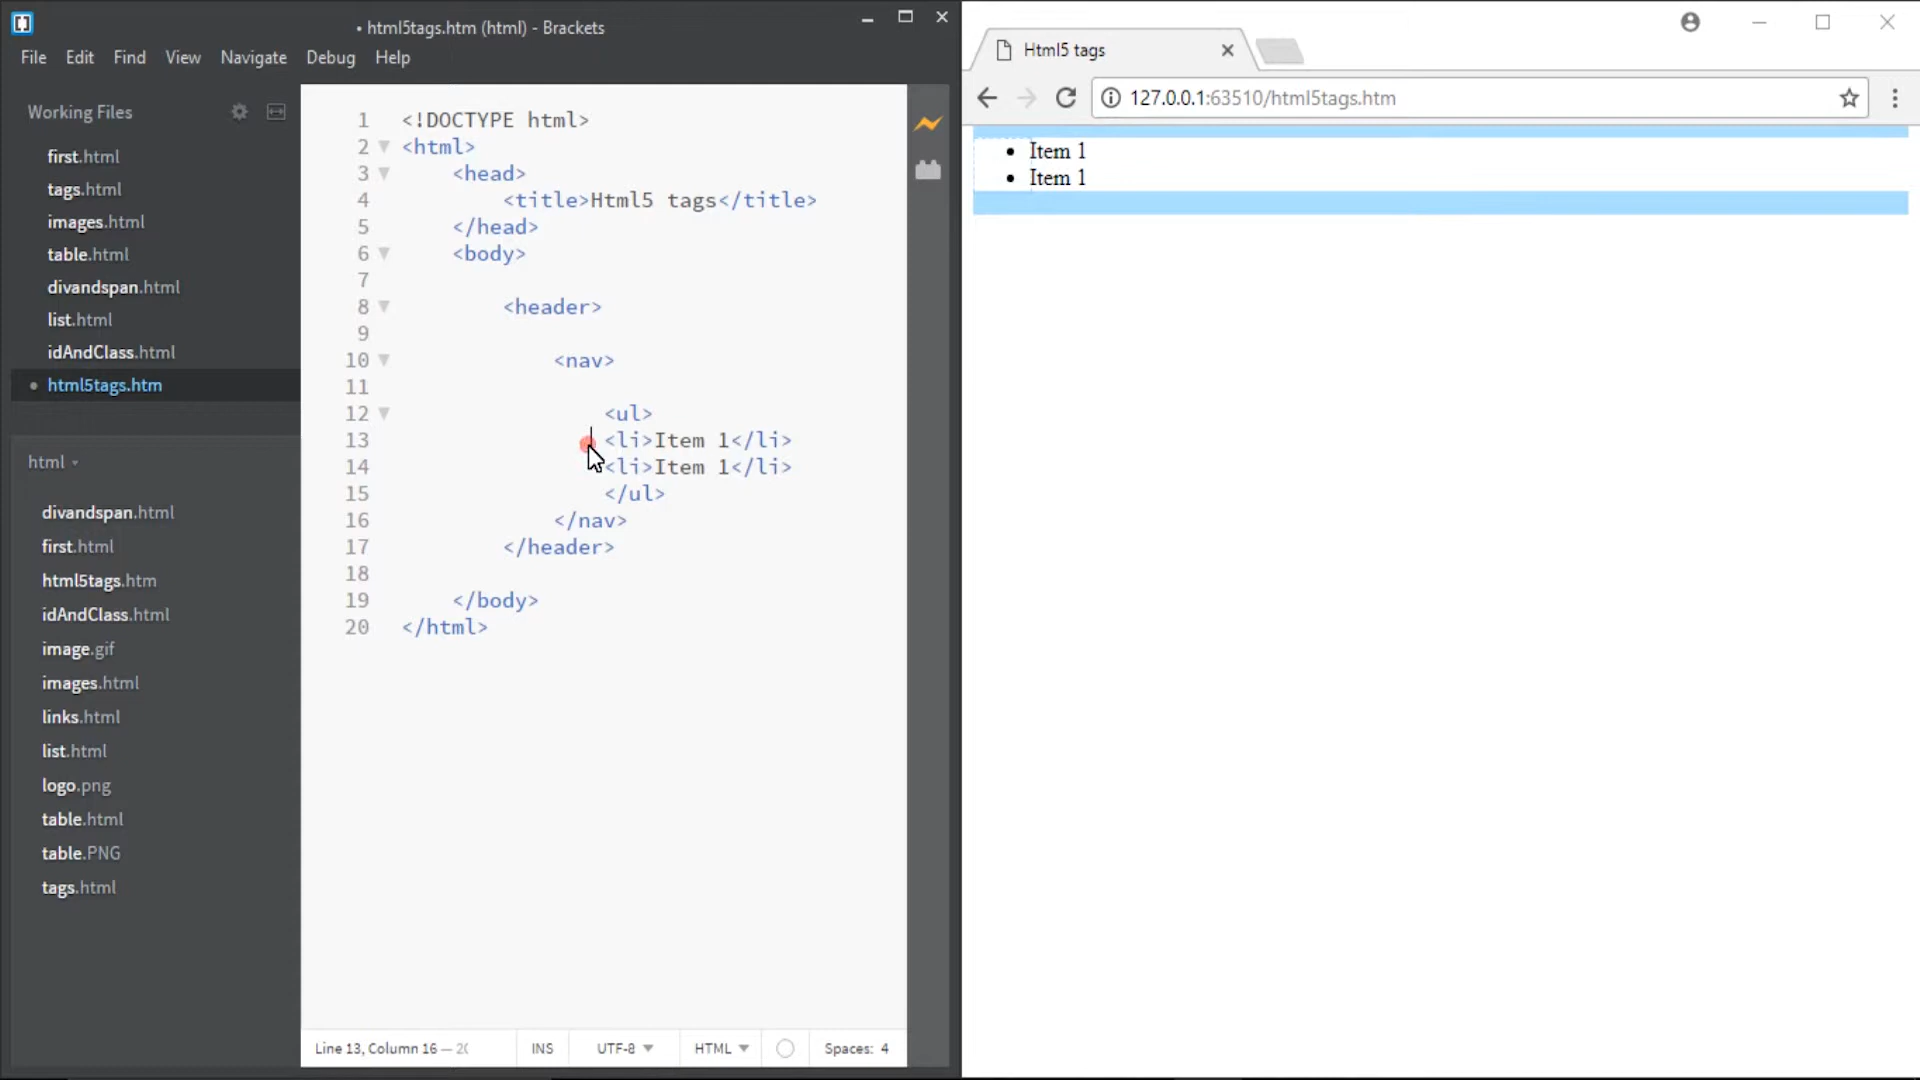 • html5tags.htm (html) - Brackets
File Edit Find View Navigate Debug Help
Working Files
first.html
tags.html
images.html
table.html
divandspan.html
list.html
idAndClass.html
html5tags.htm
html
divandspan.html
first.html
html5tags.htm
idAndClass.html
image.gif
images.html
links.html
list.html
logo.png
table.html
table.PNG
tags.html
1 <!DOCTYPE html>
2 <html>
3 <head>
4 <title>Html5 tags</title>
5 </head>
6 <body>
7
8 <header>
9
10 <nav>
11
12 <ul>
13 <li>Item 1</li>
14 <li>Item 1</li>
15 </ul>
16 </nav>
17 </header>
18
19 </body>
20 </html>
Line 13, Column 16 — INS UTF-8 HTML Spaces: 4
Html5 tags
127.0.0.1:63510/html5tags.htm
• Item 1
• Item 1